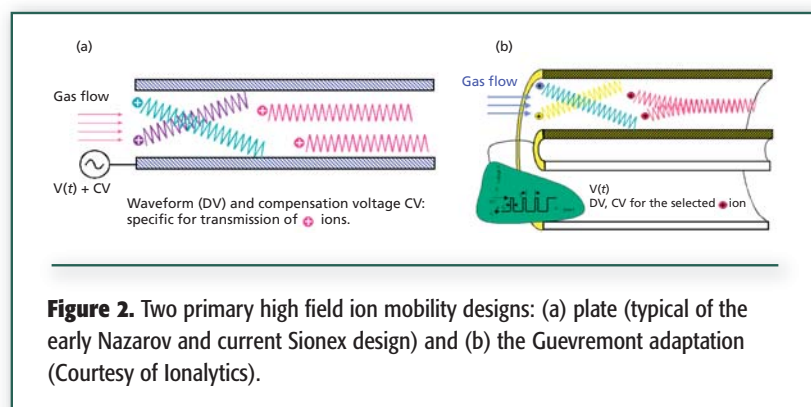 (a)
Gas flow
V(t) + CV
Waveform (DV) and compensation voltage CV:
specific for transmission of + ions.
(b)
Gas flow
V(t)
DV, CV for the selected ion
Figure 2. Two primary high field ion mobility designs: (a) plate (typical of the
early Nazarov and current Sionex design) and (b) the Guevremont adaptation
(Courtesy of Ionalytics).